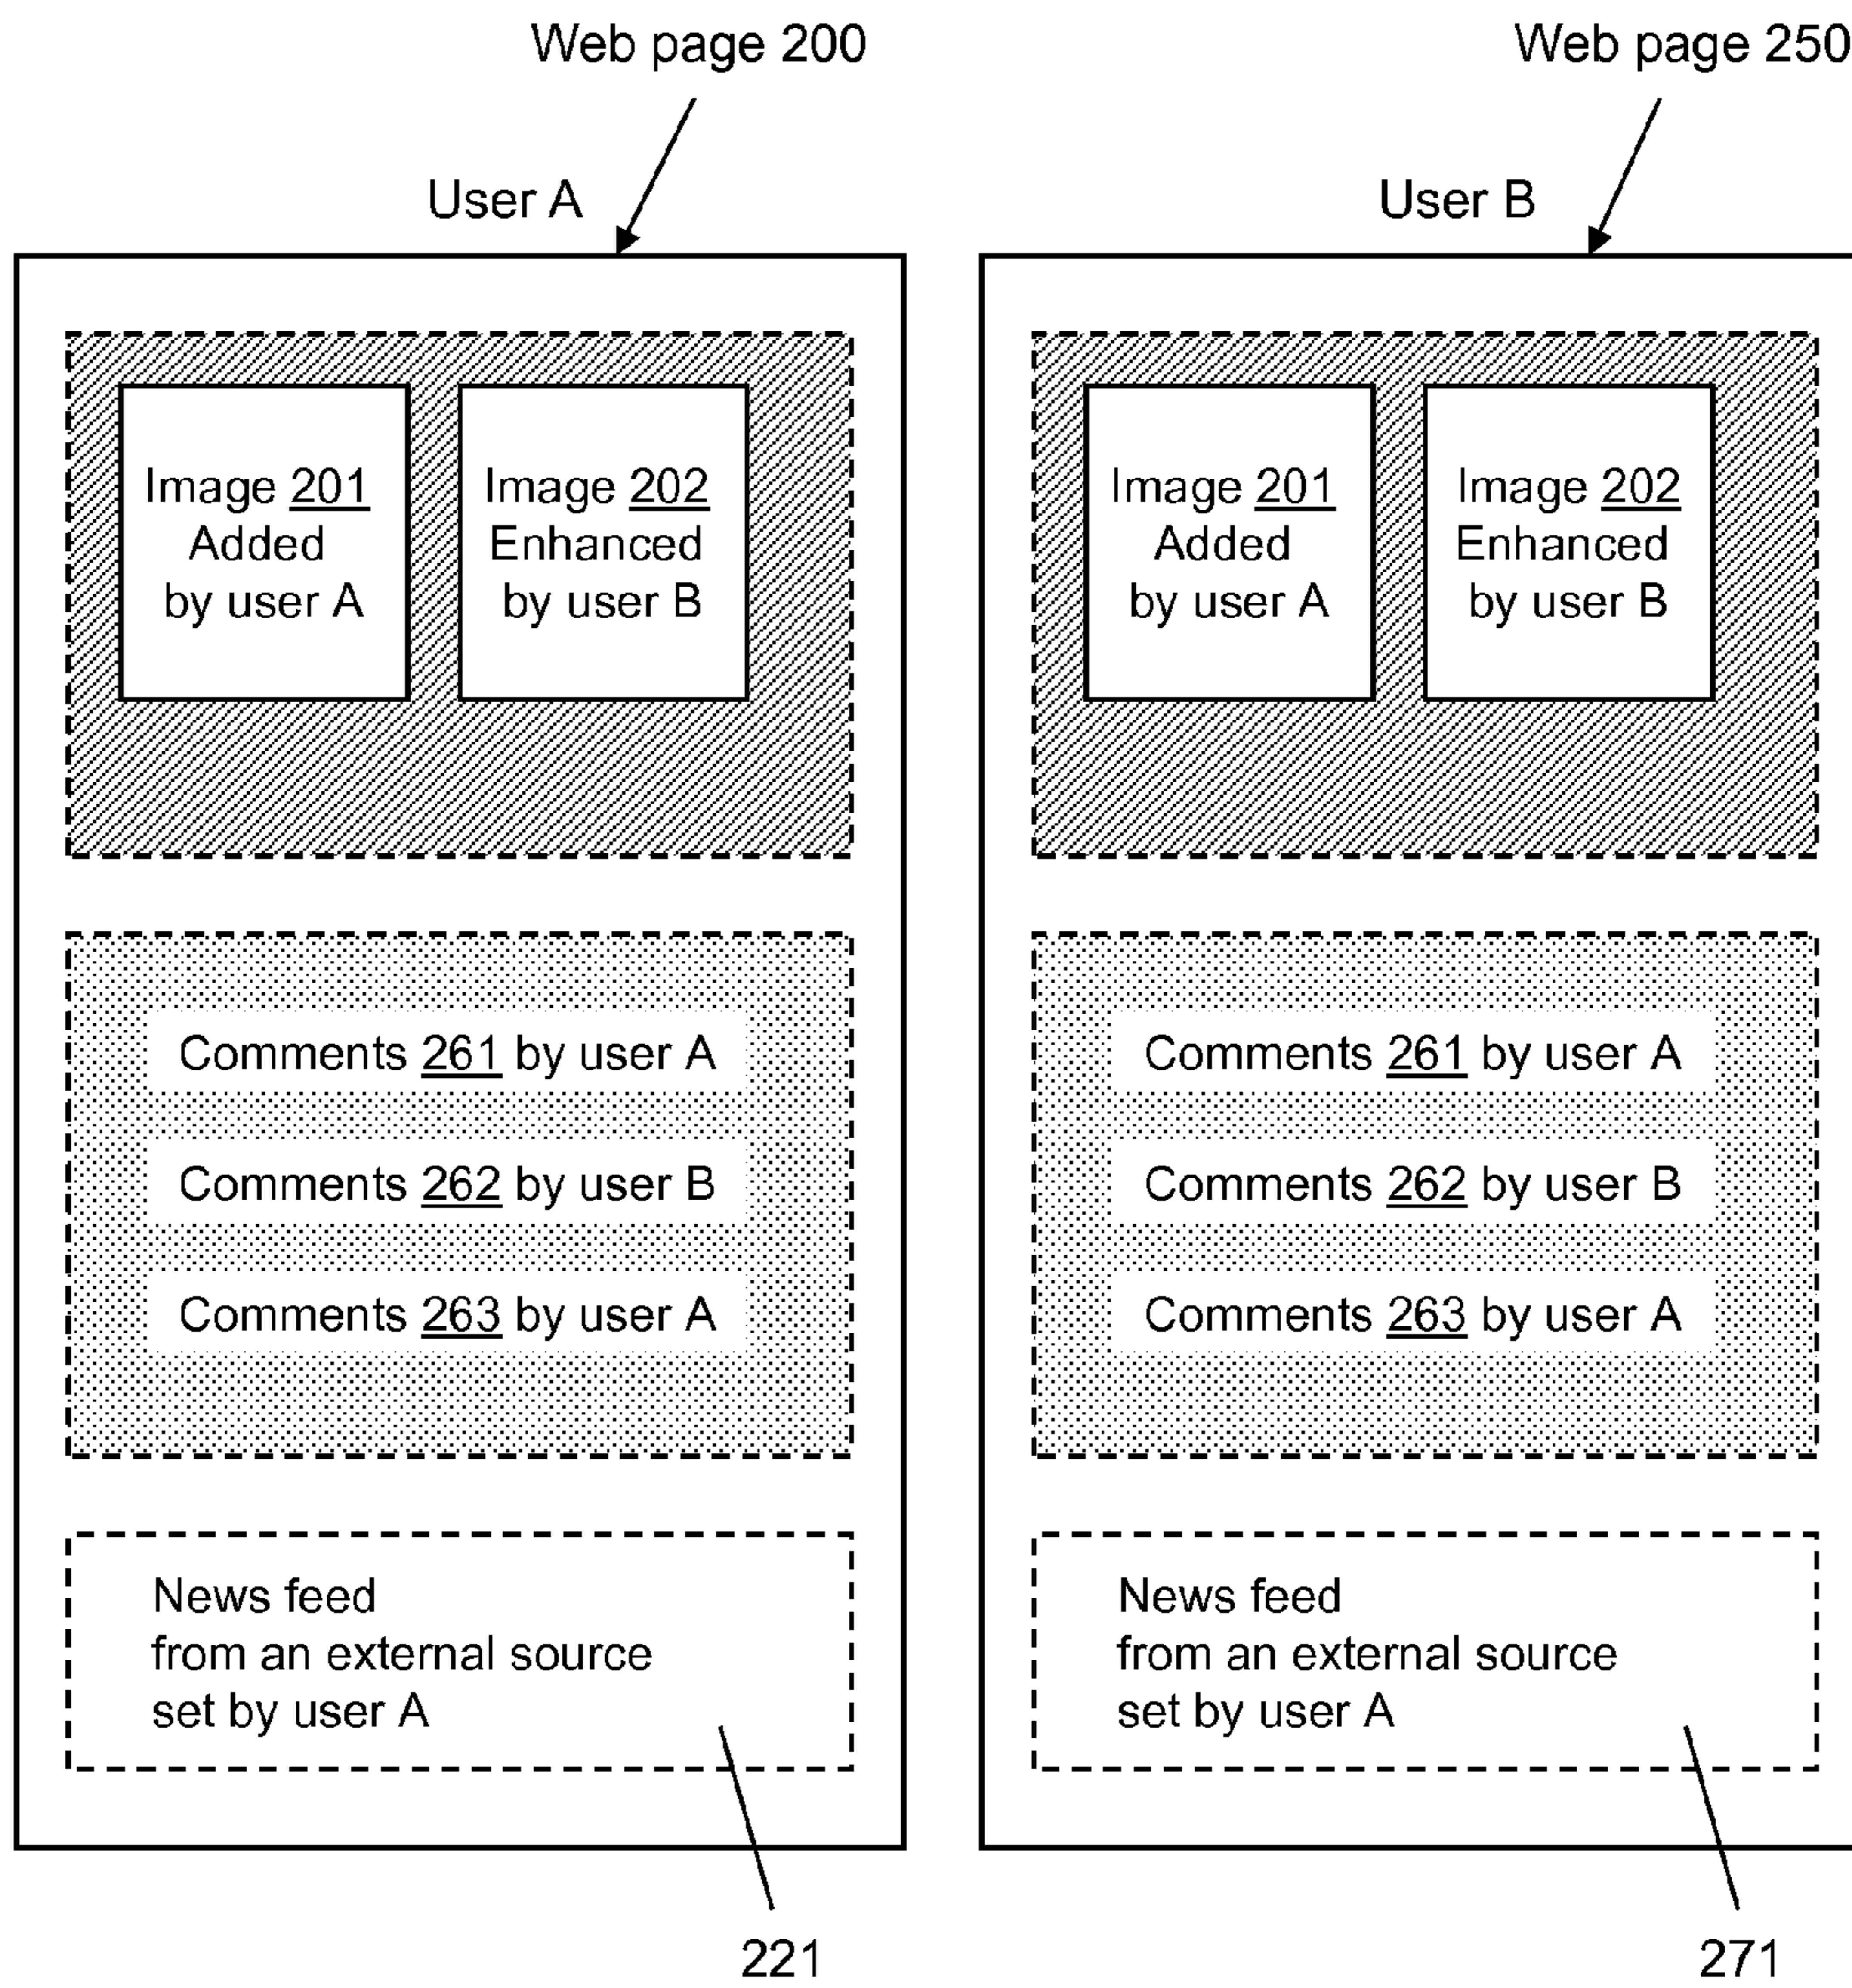 Web page 200
User A
Image 201
Added
by user A
Image 202
Enhanced
by user B
Comments 261 by user A
Comments 262 by user B
Comments 263 by user A
News feed
from an external source
set by user A
221
Web page 250
User B
Image 201
Added
by user A
Image 202
Enhanced
by user B
Comments 261 by user A
Comments 262 by user B
Comments 263 by user A
News feed
from an external source
set by user A
271